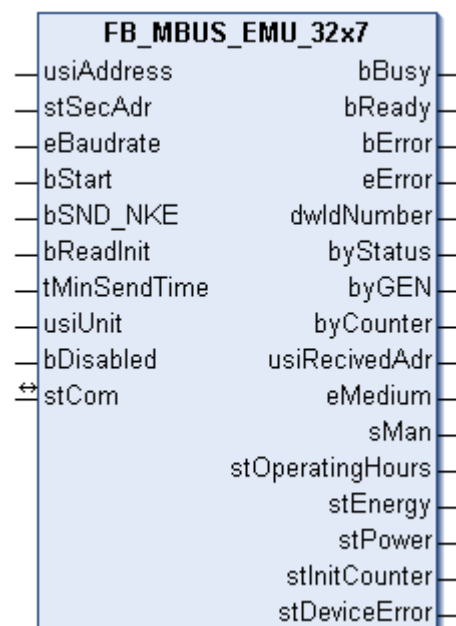 FB_MBUS_EMU_32x7
usiAddress bBusy
stSecAdr bReady
eBaudrate bError
bStart eError
bSND_NKE dwIdNumber
bReadInit byStatus
tMinSendTime byGEN
usiUnit byCounter
bDisabled usiRecivedAdr
stCom eMedium
sMan
stOperatingHours
stEnergy
stPower
stInitCounter
stDeviceError